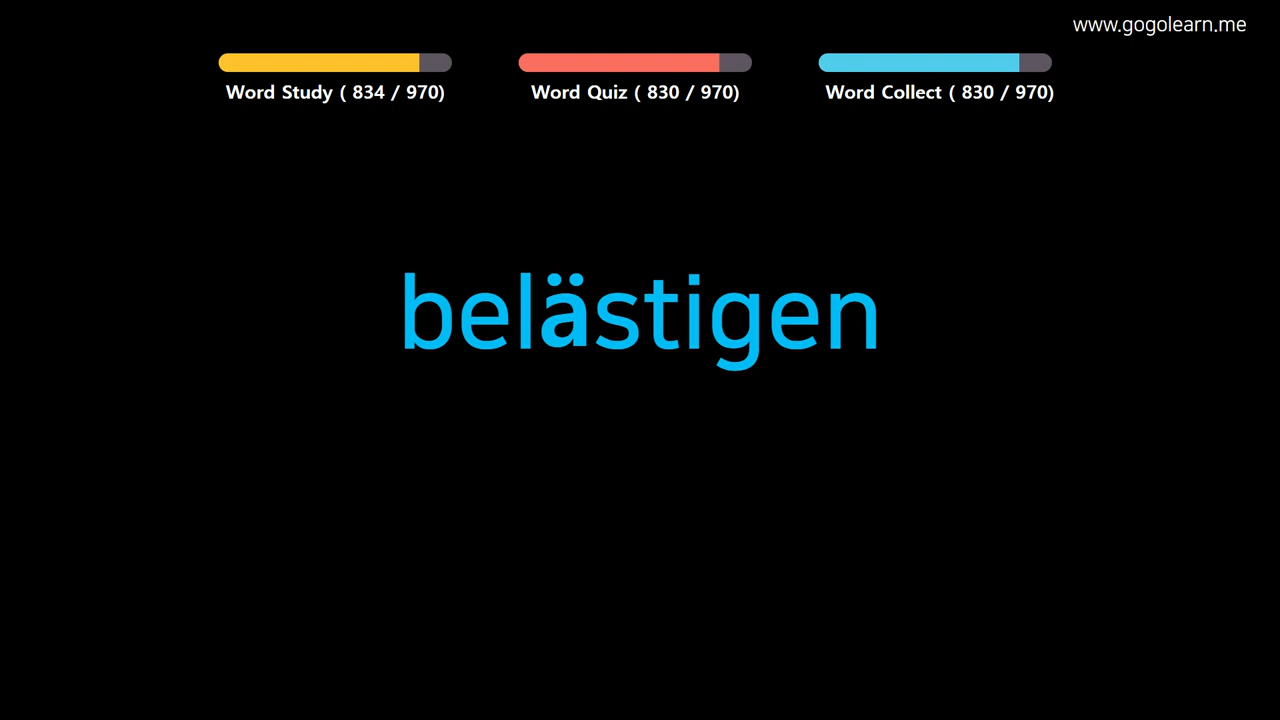 www.gogolearn.me
Word Study ( 834 / 970)
Word Quiz ( 830 / 970)
Word Collect ( 830 / 970)
belästigen